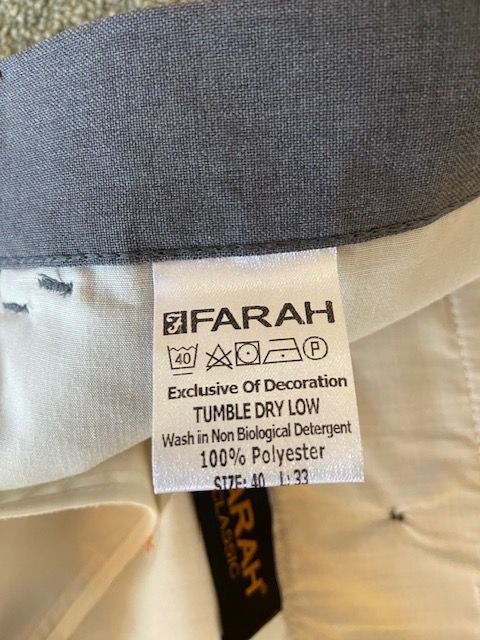 FARAH
40 P
Exclusive Of Decoration
TUMBLE DRY LOW
Wash in Non Biological Detergent
100% Polyester
SIZE: 40 L: 33
FARAH
CLASSIC